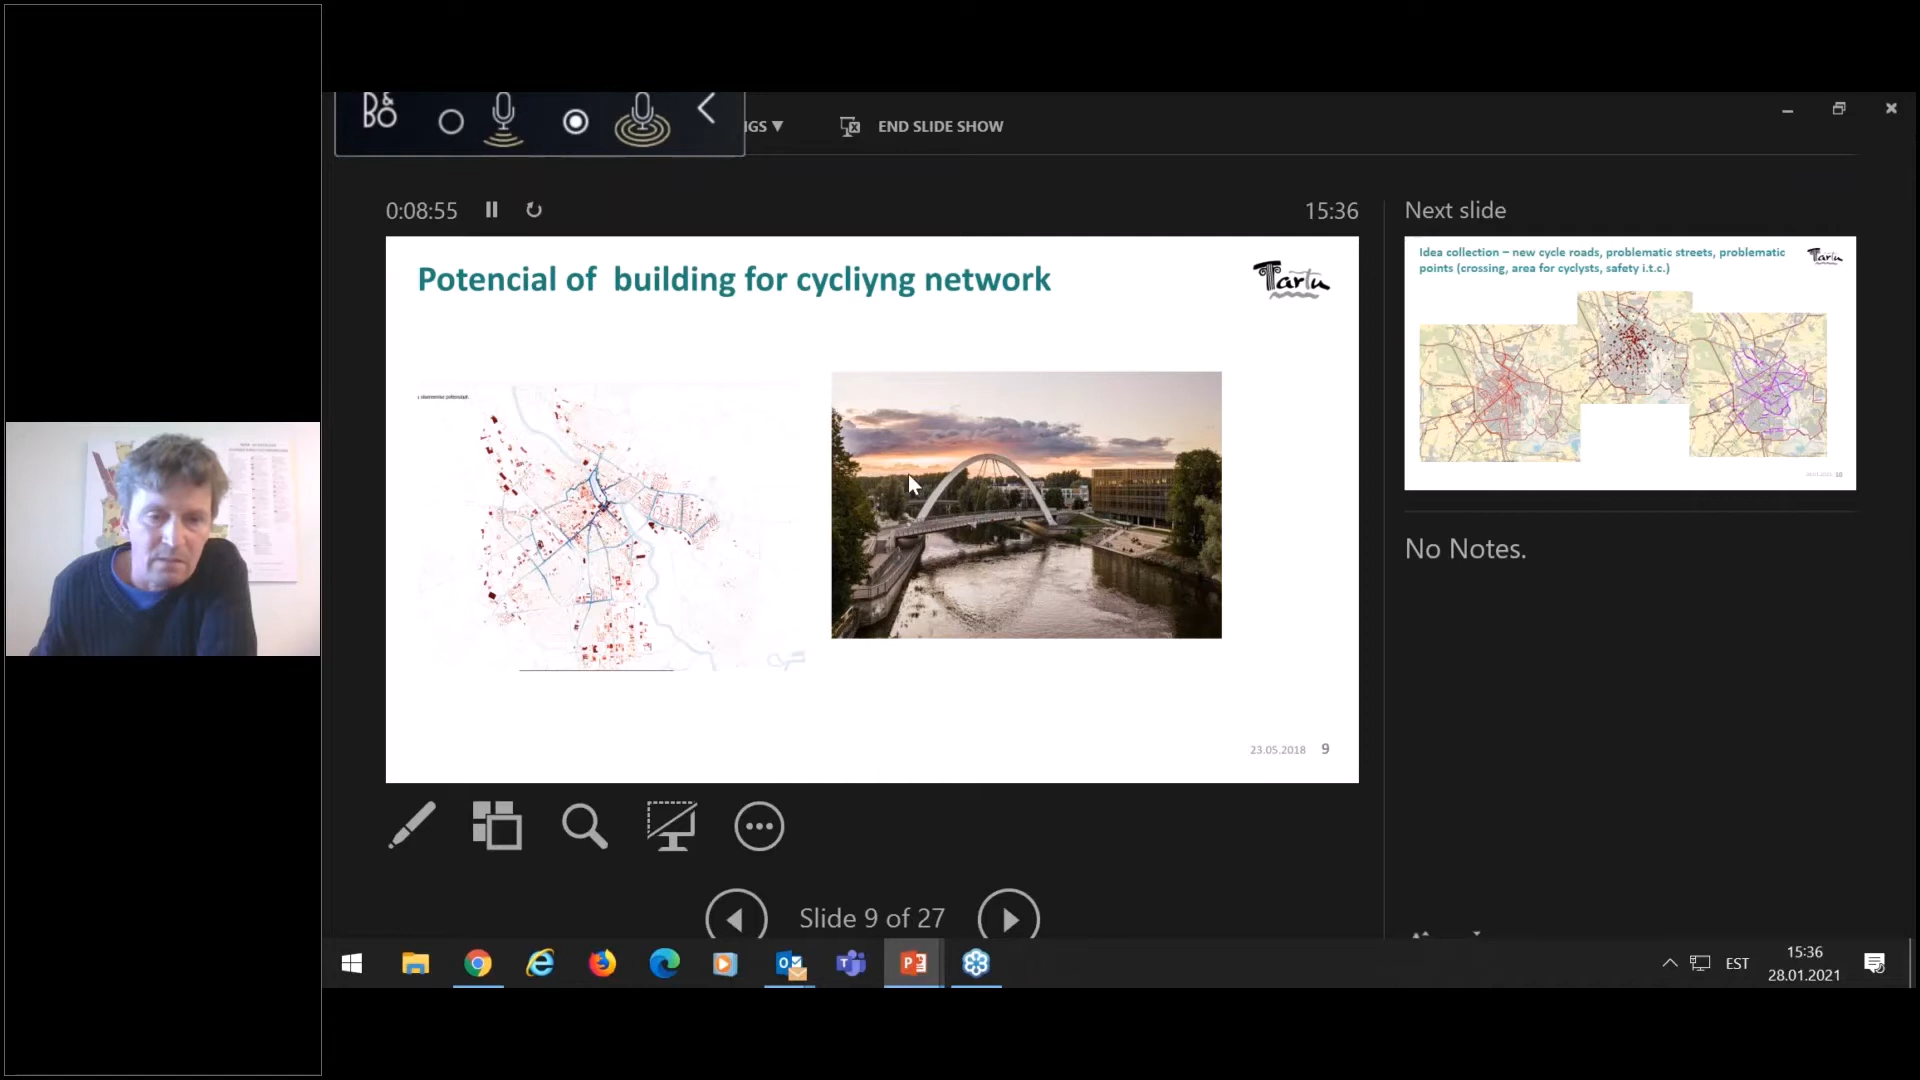 B&O
GS ▼
END SLIDE SHOW
0:08:55
15:36
Next slide
Potencial of building for cycliyng network
Tartu
23.05.2018 9
Idea collection – new cycle roads, problematic streets, problematic
points (crossing, area for cyclysts, safety i.t.c.)
Tartu
10
No Notes.
Slide 9 of 27
EST
15:36
28.01.2021